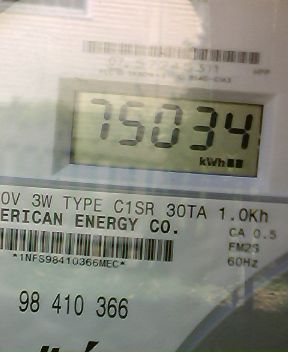 75034
kWh
0V 3W TYPE C1SR 30TA 1.0Kh
ERICAN ENERGY CO.
CA 0.5
FM2S
60Hz
*1NFS98410366MEC*
98 410 366